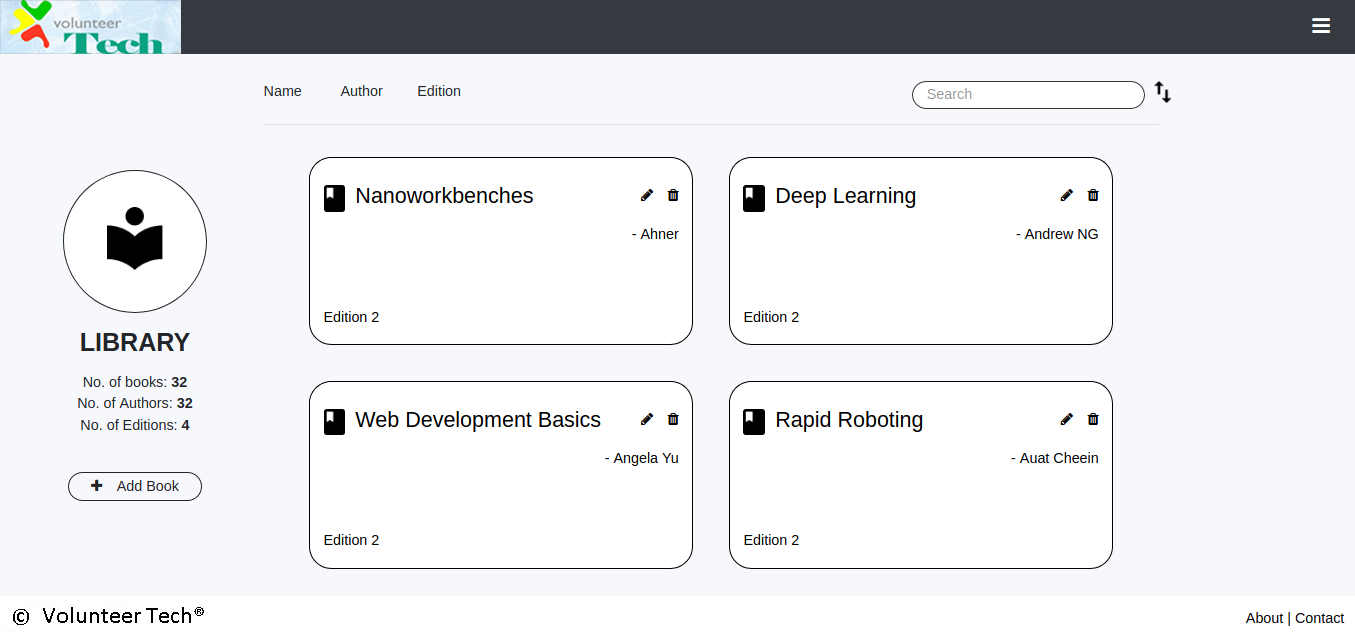 volunteer
Tech
Name Author Edition Search
Nanoworkbenches
- Ahner
Edition 2
Deep Learning
- Andrew NG
Edition 2
LIBRARY
No. of books: 32
No. of Authors: 32
No. of Editions: 4
+ Add Book
Web Development Basics
- Angela Yu
Edition 2
Rapid Roboting
- Auat Cheein
Edition 2
© Volunteer Tech®
About | Contact